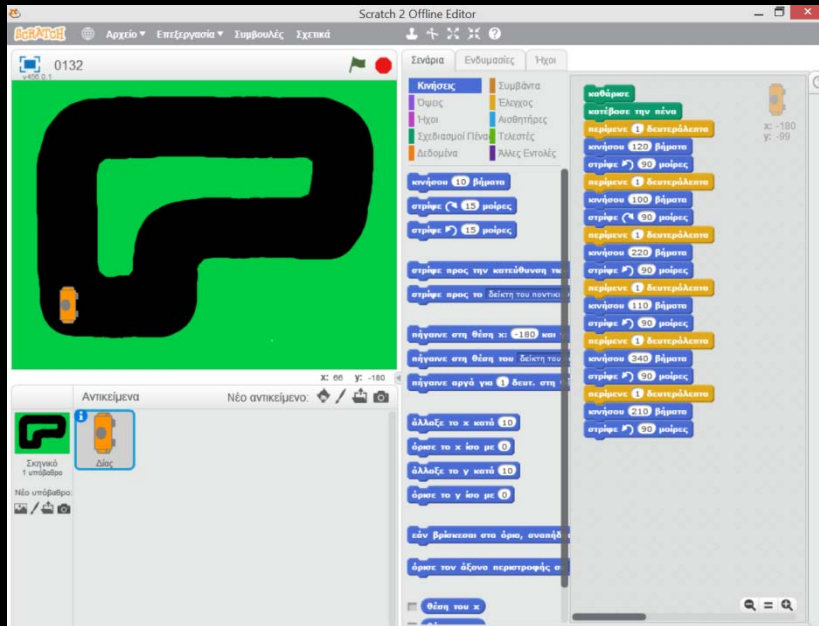 Scratch 2 Offline Editor
SCRATCH Αρχείο Επεξεργασία Συμβουλές Σχετικά
0132
v456.0.1
x: 66 y: -180
Αντικείμενα Νέο αντικείμενο:
Σκηνικό
1 υπόβαθρο
Δίας
Νέο υπόβαθρο:
Σενάρια Ενδυμασίες Ήχοι
Κινήσεις Συμβάντα
Όψεις Έλεγχος
Ήχοι Αισθητήρες
Σχεδιασμοί Πένα Τελεστές
Δεδομένα Άλλες Εντολές
κινήσου 10 βήματα
στρίψε 15 μοίρες
στρίψε 15 μοίρες
στρίψε προς την κατεύθυνση
στρίψε προς το δείκτη του
πήγαινε στη θέση x: -180 και
πήγαινε στη θέση του δείκτη του
πήγαινε αργά για 1 δευτ. στη
άλλαξε το x κατά 10
όρισε το x ίσο με 0
άλλαξε το y κατά 10
όρισε το y ίσο με 0
εάν βρίσκεσαι στα όρια,
όρισε τον άξονα περιστροφής
θέση του x
καθάρισε
κατέβασε την πένα
περίμενε 1 δευτερόλεπτα
κινήσου 120 βήματα
στρίψε 90 μοίρες
περίμενε 1 δευτερόλεπτα
κινήσου 100 βήματα
στρίψε 90 μοίρες
περίμενε 1 δευτερόλεπτα
κινήσου 220 βήματα
στρίψε 90 μοίρες
περίμενε 1 δευτερόλεπτα
κινήσου 110 βήματα
στρίψε 90 μοίρες
περίμενε 1 δευτερόλεπτα
κινήσου 340 βήματα
στρίψε 90 μοίρες
περίμενε 1 δευτερόλεπτα
κινήσου 210 βήματα
στρίψε 90 μοίρες
x: -180
y: -99